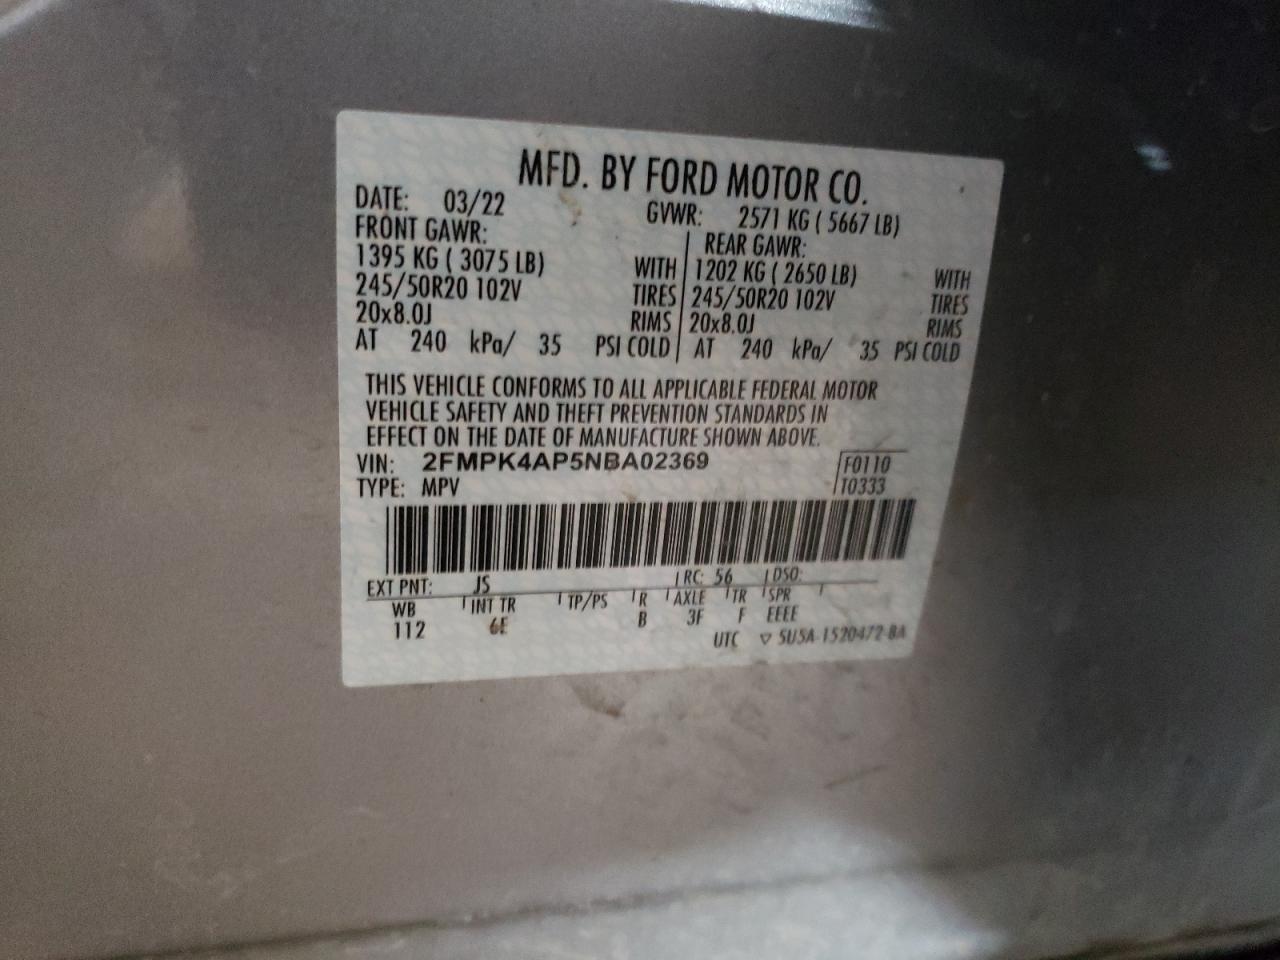 MFD. BY FORD MOTOR CO.
DATE: 03/22 GVWR: 2571 KG ( 5667 LB)
FRONT GAWR: REAR GAWR:
1395 KG ( 3075 LB) WITH 1202 KG ( 2650 LB) WITH
245/50R20 102V TIRES 245/50R20 102V TIRES
20x8.0J RIMS 20x8.0J RIMS
AT 240 kPa/ 35 PSI COLD AT 240 kPa/ 35 PSI COLD
THIS VEHICLE CONFORMS TO ALL APPLICABLE FEDERAL MOTOR
VEHICLE SAFETY AND THEFT PREVENTION STANDARDS IN
EFFECT ON THE DATE OF MANUFACTURE SHOWN ABOVE.
VIN: 2FMPK4AP5NBA02369 F0110
TYPE: MPV T0333
EXT PNT: JS RC: 56 DSO:
WB INT TR TP/PS R AXLE TR SPR
112 6E B 3F F EEEE
UTC ▽ 5U5A-1520472-BA